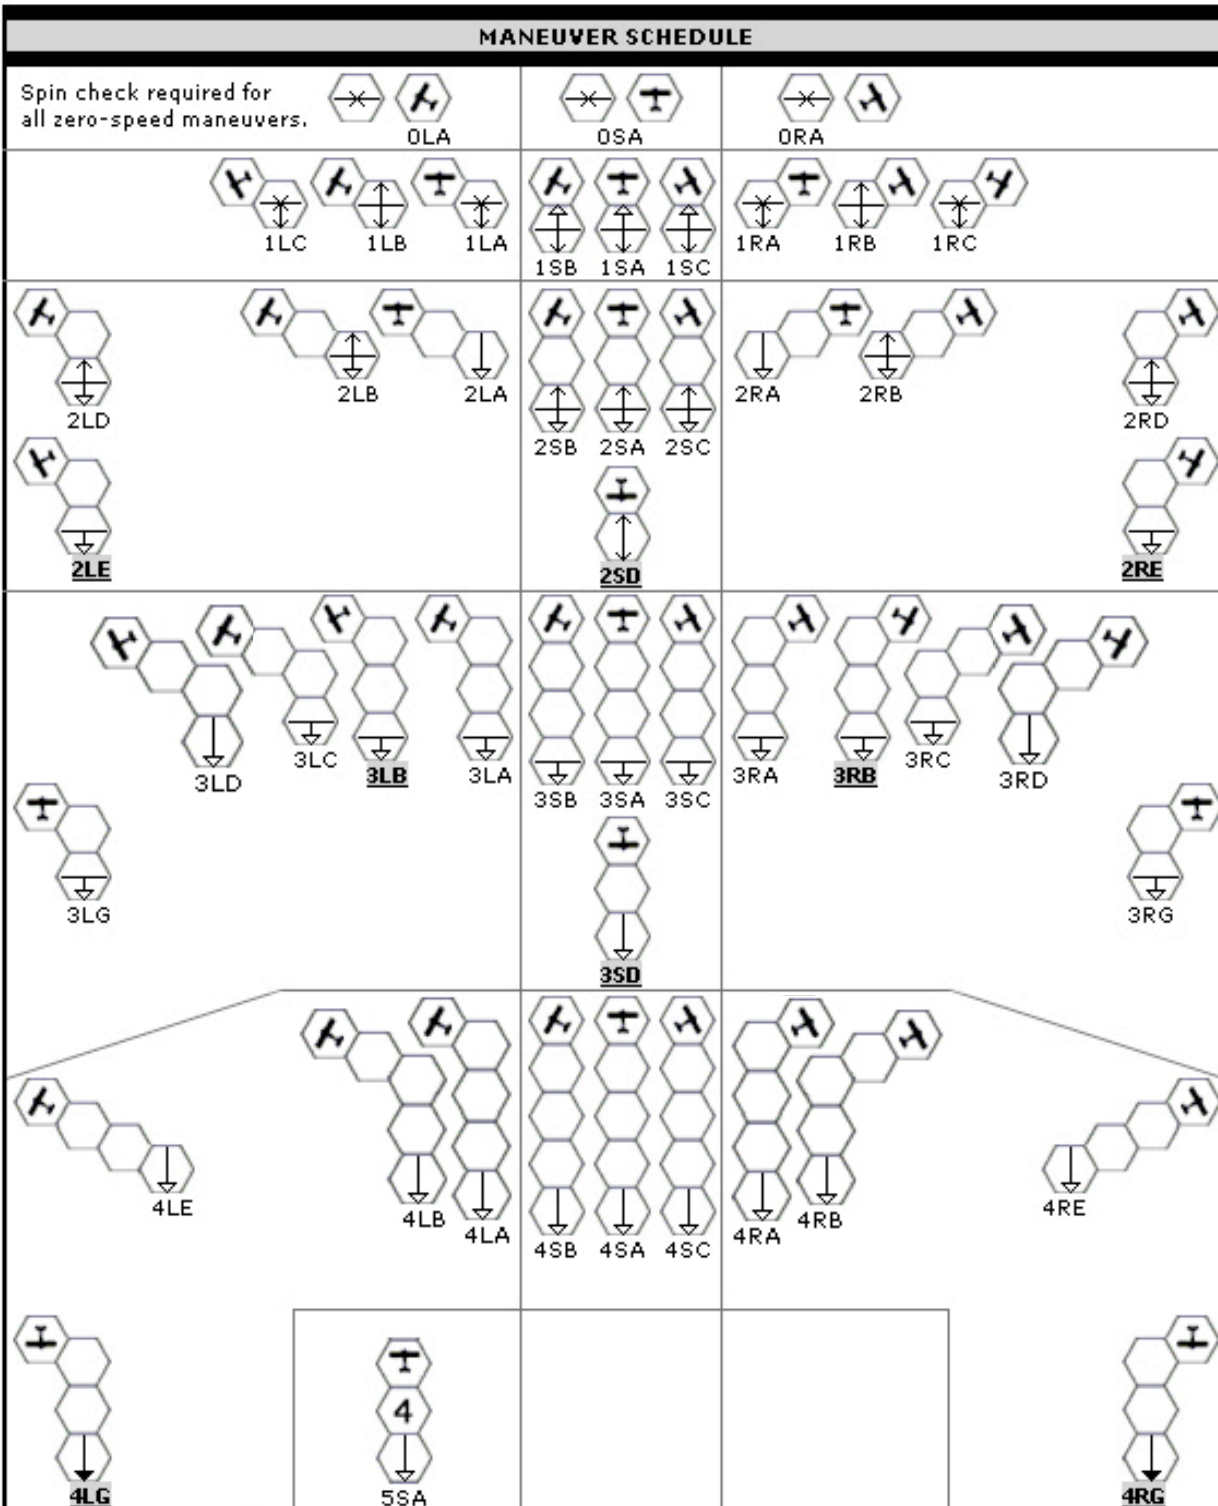 MANEUVER SCHEDULE
Spin check required for
all zero-speed maneuvers.
0LA
0SA
0RA
1LC 1LB 1LA
1RA 1RB 1RC
1SB 1SA 1SC
2LB 2LA
2RA 2RB
2LD
2RD
2SB 2SA 2SC
2LE
2SD
2RE
3LD 3LC 3LB 3LA
3SB 3SA 3SC
3RA 3RB 3RC 3RD
3LG
3RG
3SD
4LE
4LB 4LA
4SB 4SA 4SC
4RA 4RB
4RE
4
4LG
5SA
4RG